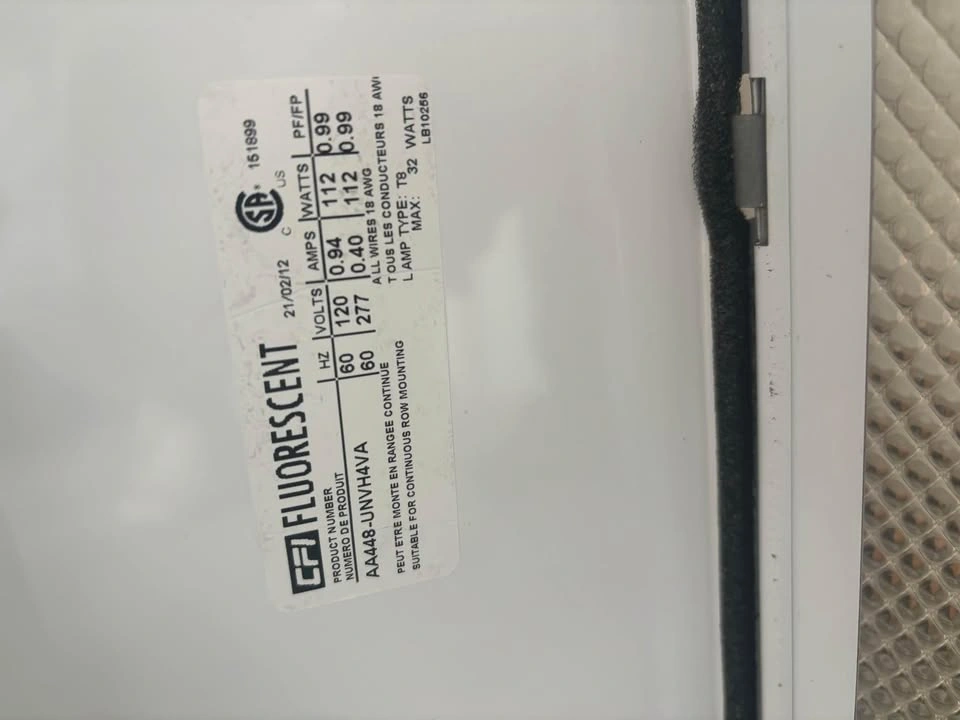 CFI FLUORESCENT
21/02/12
C SA US
151899
PRODUCT NUMBER
NUMERO DE PRODUIT
HZ VOLTS AMPS WATTS PF/FP
60 120 0.94 112 0.99
AA448-UNVH4VA
60 277 0.40 112 0.99
ALL WIRES 18 AWG
TOUS LES CONDUCTEURS 18 AWG
PEUT ETRE MONTE EN RANGEE CONTINUE
SUITABLE FOR CONTINUOUS ROW MOUNTING
LAMP TYPE: T8
MAX: 32 WATTS
LB10256